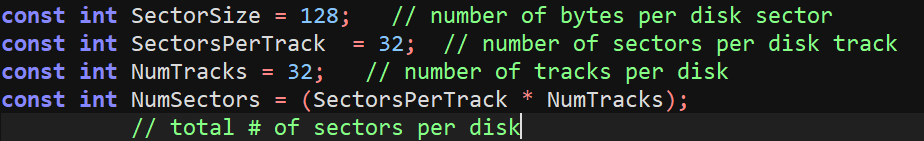 const int SectorSize = 128;   // number of bytes per disk sector
const int SectorsPerTrack  = 32;  // number of sectors per disk track
const int NumTracks = 32;   // number of tracks per disk
const int NumSectors = (SectorsPerTrack * NumTracks);
          // total # of sectors per disk